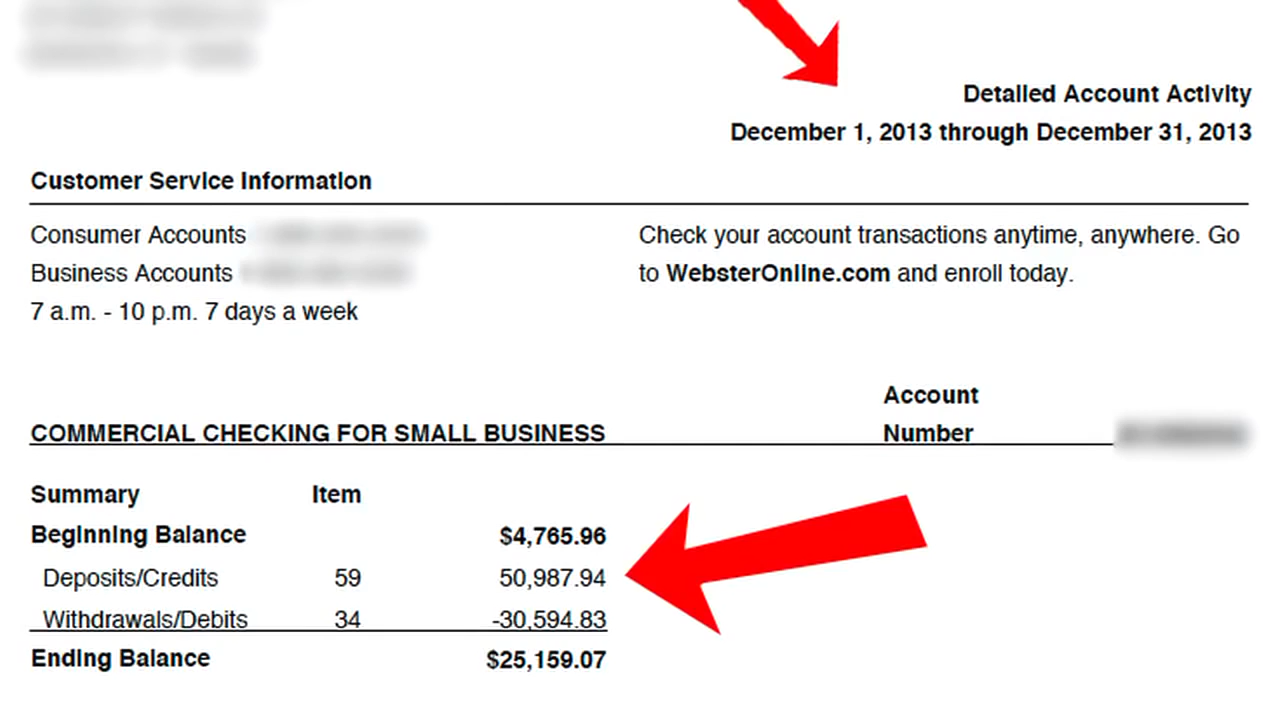 Detailed Account Activity
December 1, 2013 through December 31, 2013
Customer Service Information
Consumer Accounts
Business Accounts
7 a.m. - 10 p.m. 7 days a week
Check your account transactions anytime, anywhere. Go
to WebsterOnline.com and enroll today.
Account
COMMERCIAL CHECKING FOR SMALL BUSINESS Number
Summary Item
Beginning Balance $4,765.96
Deposits/Credits 59 50,987.94
Withdrawals/Debits 34 -30,594.83
Ending Balance $25,159.07